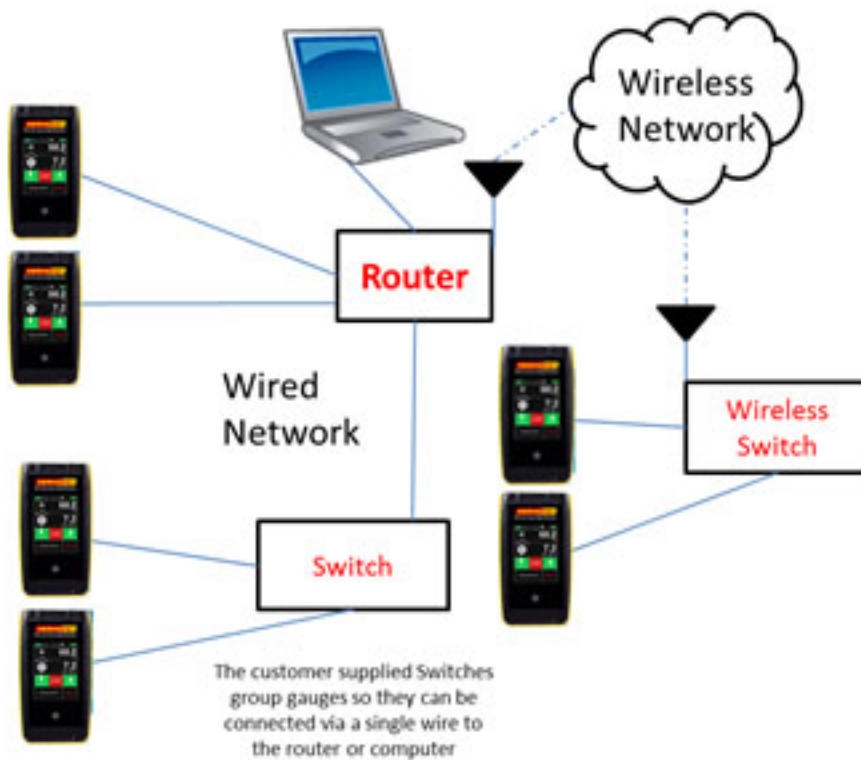 Wireless
Network
Router
Wired
Network
Wireless
Switch
Switch
The customer supplied Switches
group gauges so they can be
connected via a single wire to
the router or computer